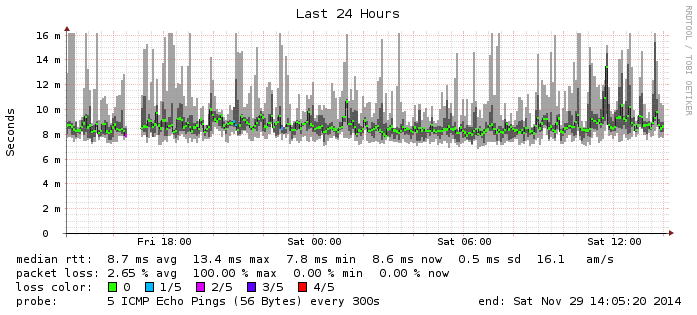 Last 24 Hours
RRDTOOL / TOBI OETIKER
Seconds
16 m
14 m
12 m
10 m
8 m
6 m
4 m
2 m
0
Fri 18:00 Sat 00:00 Sat 06:00 Sat 12:00
median rtt: 8.7 ms avg 13.4 ms max 7.8 ms min 8.6 ms now 0.5 ms sd 16.1 am/s
packet loss: 2.65 % avg 100.00 % max 0.00 % min 0.00 % now
loss color: 0 1/5 2/5 3/5 4/5
probe: 5 ICMP Echo Pings (56 Bytes) every 300s end: Sat Nov 29 14:05:20 2014